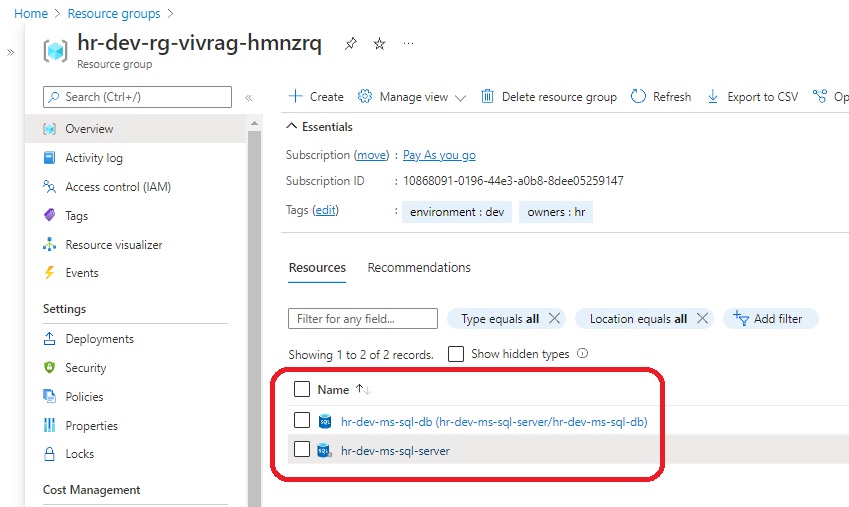 Home > Resource groups >
hr-dev-rg-vivrag-hmnzrq
Resource group
Search (Ctrl+/)
Overview
Activity log
Access control (IAM)
Tags
Resource visualizer
Events
Settings
Deployments
Security
Policies
Properties
Locks
Cost Management
Create Manage view Delete resource group Refresh Export to CSV Op
Essentials
Subscription (move) : Pay As you go
Subscription ID : 10868091-0196-44e3-a0b8-8dee05259147
Tags (edit) : environment : dev owners : hr
Resources Recommendations
Filter for any field... Type equals all Location equals all Add filter
Showing 1 to 2 of 2 records. Show hidden types
Name
hr-dev-ms-sql-db (hr-dev-ms-sql-server/hr-dev-ms-sql-db)
hr-dev-ms-sql-server